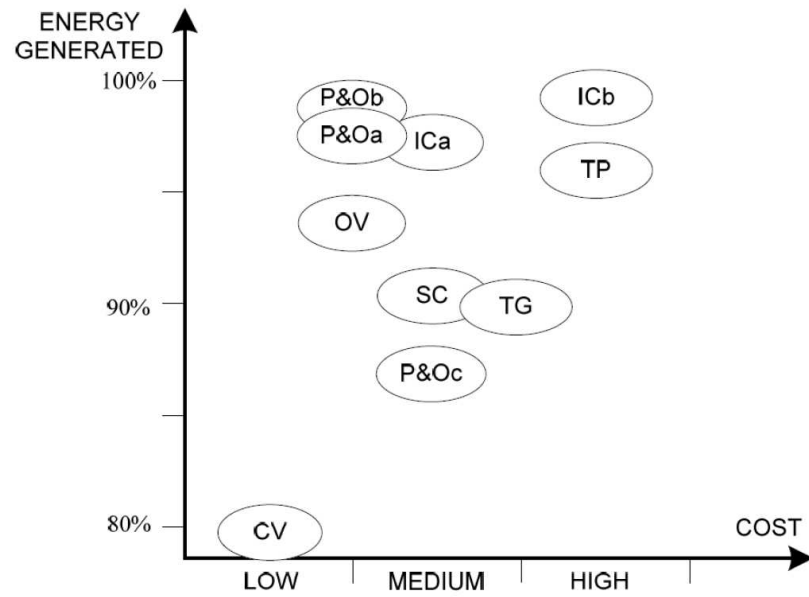 ENERGY
GENERATED
100%
P&Ob
ICb
P&Oa
ICa
TP
OV
90%
SC
TG
P&Oc
80%
CV
COST
LOW
MEDIUM
HIGH